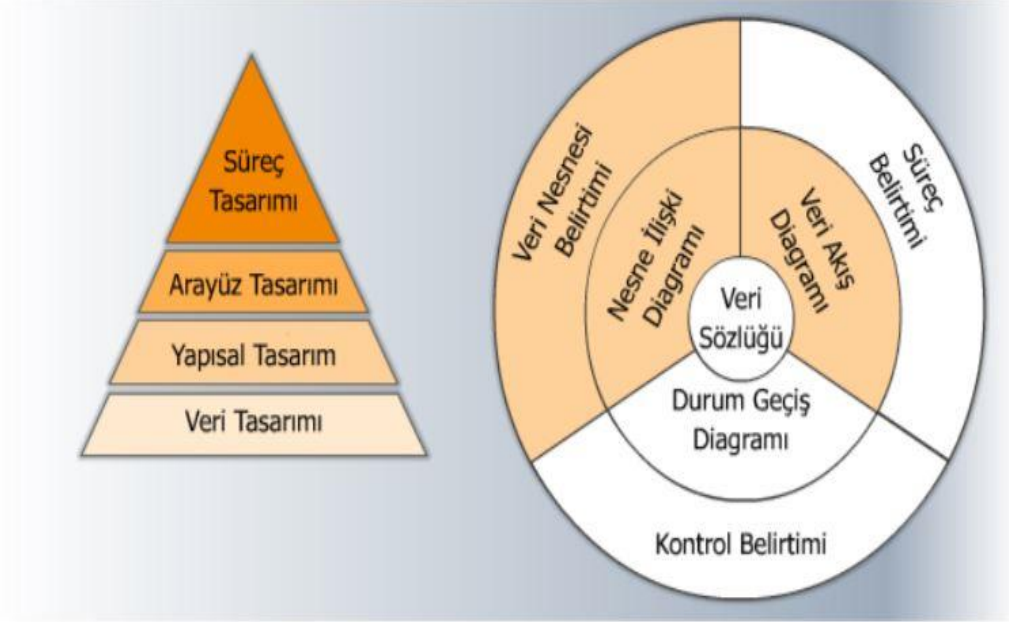 Süreç
Tasarımı
Arayüz Tasarımı
Yapısal Tasarım
Veri Tasarımı
Veri Nesnesi
Belirtimi
Nesne İlişki
Diagramı
Veri Akış
Diagramı
Süreç
Belirtimi
Veri
Sözlüğü
Durum Geçiş
Diagramı
Kontrol Belirtimi